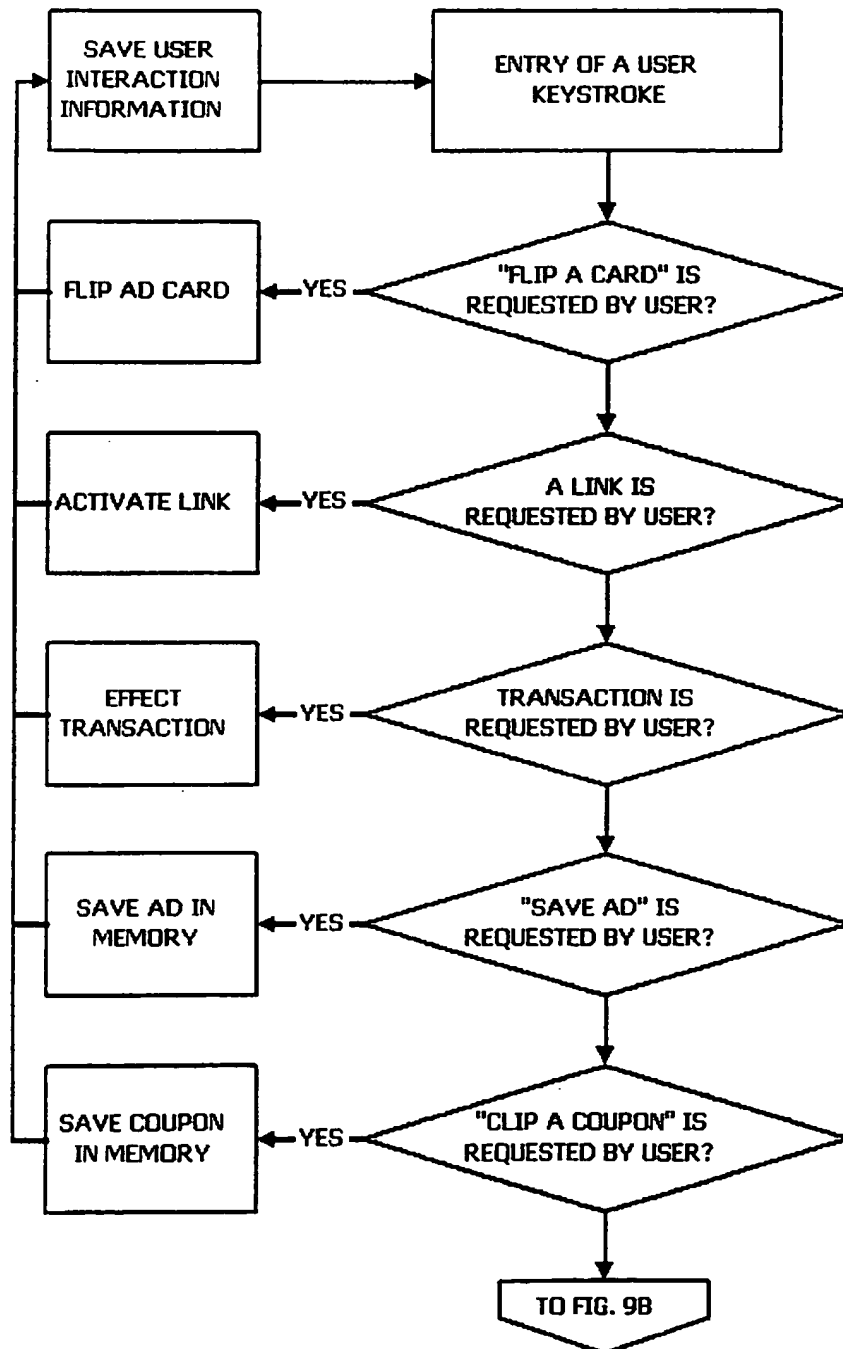 SAVE USER
INTERACTION
INFORMATION
ENTRY OF A USER
KEYSTROKE
FLIP AD CARD
YES
"FLIP A CARD" IS
REQUESTED BY USER?
ACTIVATE LINK
YES
A LINK IS
REQUESTED BY USER?
EFFECT
TRANSACTION
YES
TRANSACTION IS
REQUESTED BY USER?
SAVE AD IN
MEMORY
YES
"SAVE AD" IS
REQUESTED BY USER?
SAVE COUPON
IN MEMORY
YES
"CLIP A COUPON" IS
REQUESTED BY USER?
TO FIG. 9B